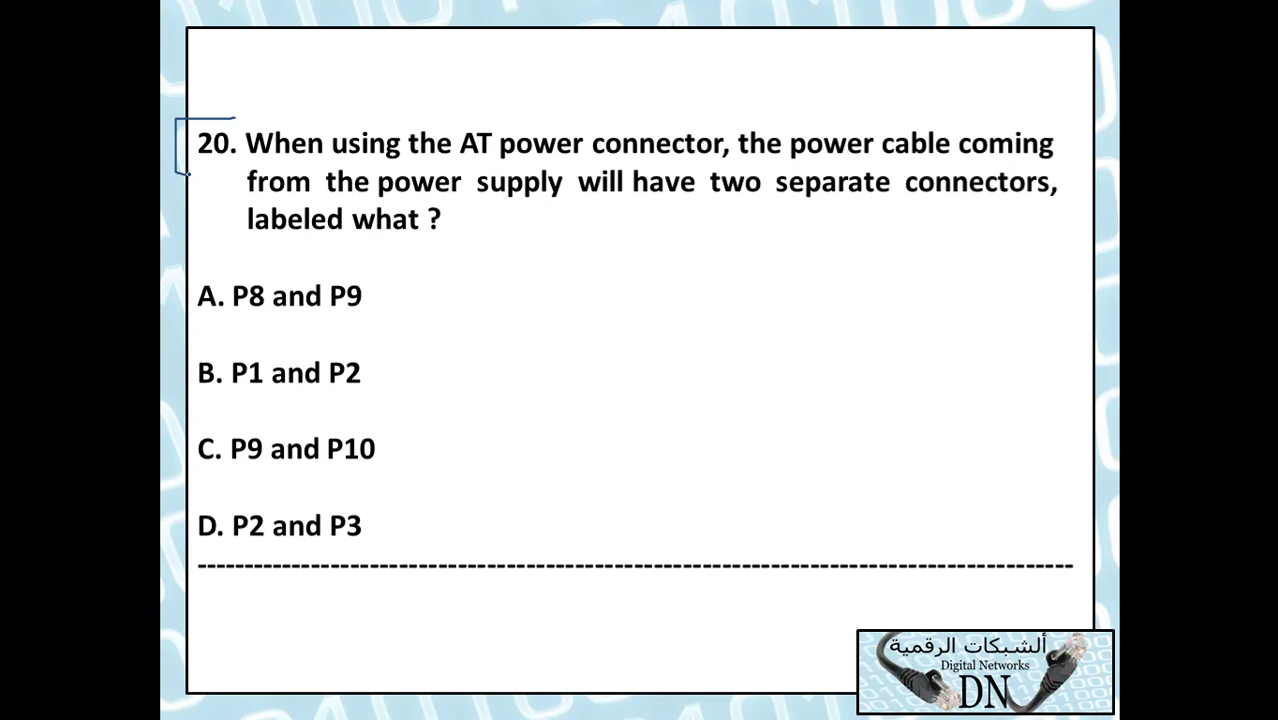 20. When using the AT power connector, the power cable coming
from the power supply will have two separate connectors,
labeled what ?
A. P8 and P9
B. P1 and P2
C. P9 and P10
D. P2 and P3
--------------------------------------------------------------------------------
ألشبكات الرقمية
Digital Networks
DN